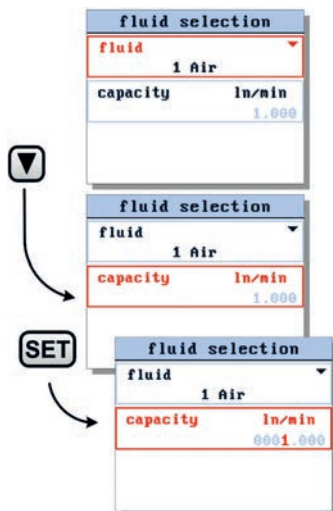 fluid selection
fluid
1 Air
capacity ln/min
1.000
fluid selection
fluid
1 Air
capacity ln/min
1.000
SET
fluid selection
fluid
1 Air
capacity ln/min
0001.000